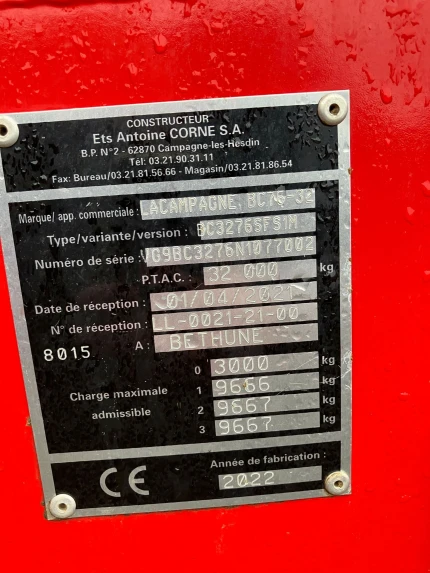 CONSTRUCTEUR
Ets Antoine CORNE S.A.
B.P. N°2 - 62870 Campagne-les-Hesdin
Tél: 03.21.90.31.11
Fax: Bureau/03.21.81.56.66 - Magasin/03.21.81.86.54
Marque/ app. commerciale : LACAMPAGNE, BC76-32
Type/variante/version : BC3276SFS1M
Numéro de série : VG9BC3276N1077002
P.T.A.C. : 32 000 kg
Date de réception : 01/04/2021
N° de réception : LL-0021-21-00
8015 A : BETHUNE
0 3000 kg
Charge maximale 1 9666 kg
admissible 2 9667 kg
3 9667 kg
CE Année de fabrication :
2022